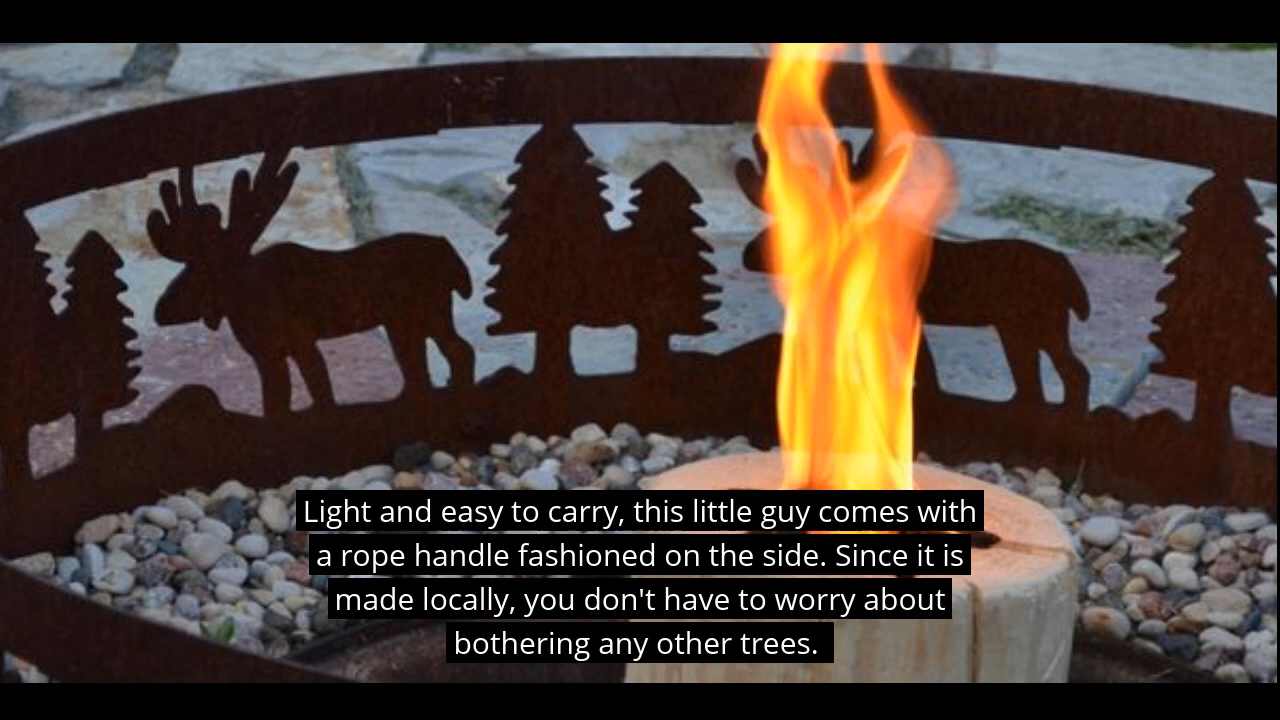 Light and easy to carry, this little guy comes with
a rope handle fashioned on the side. Since it is
made locally, you don't have to worry about
bothering any other trees.